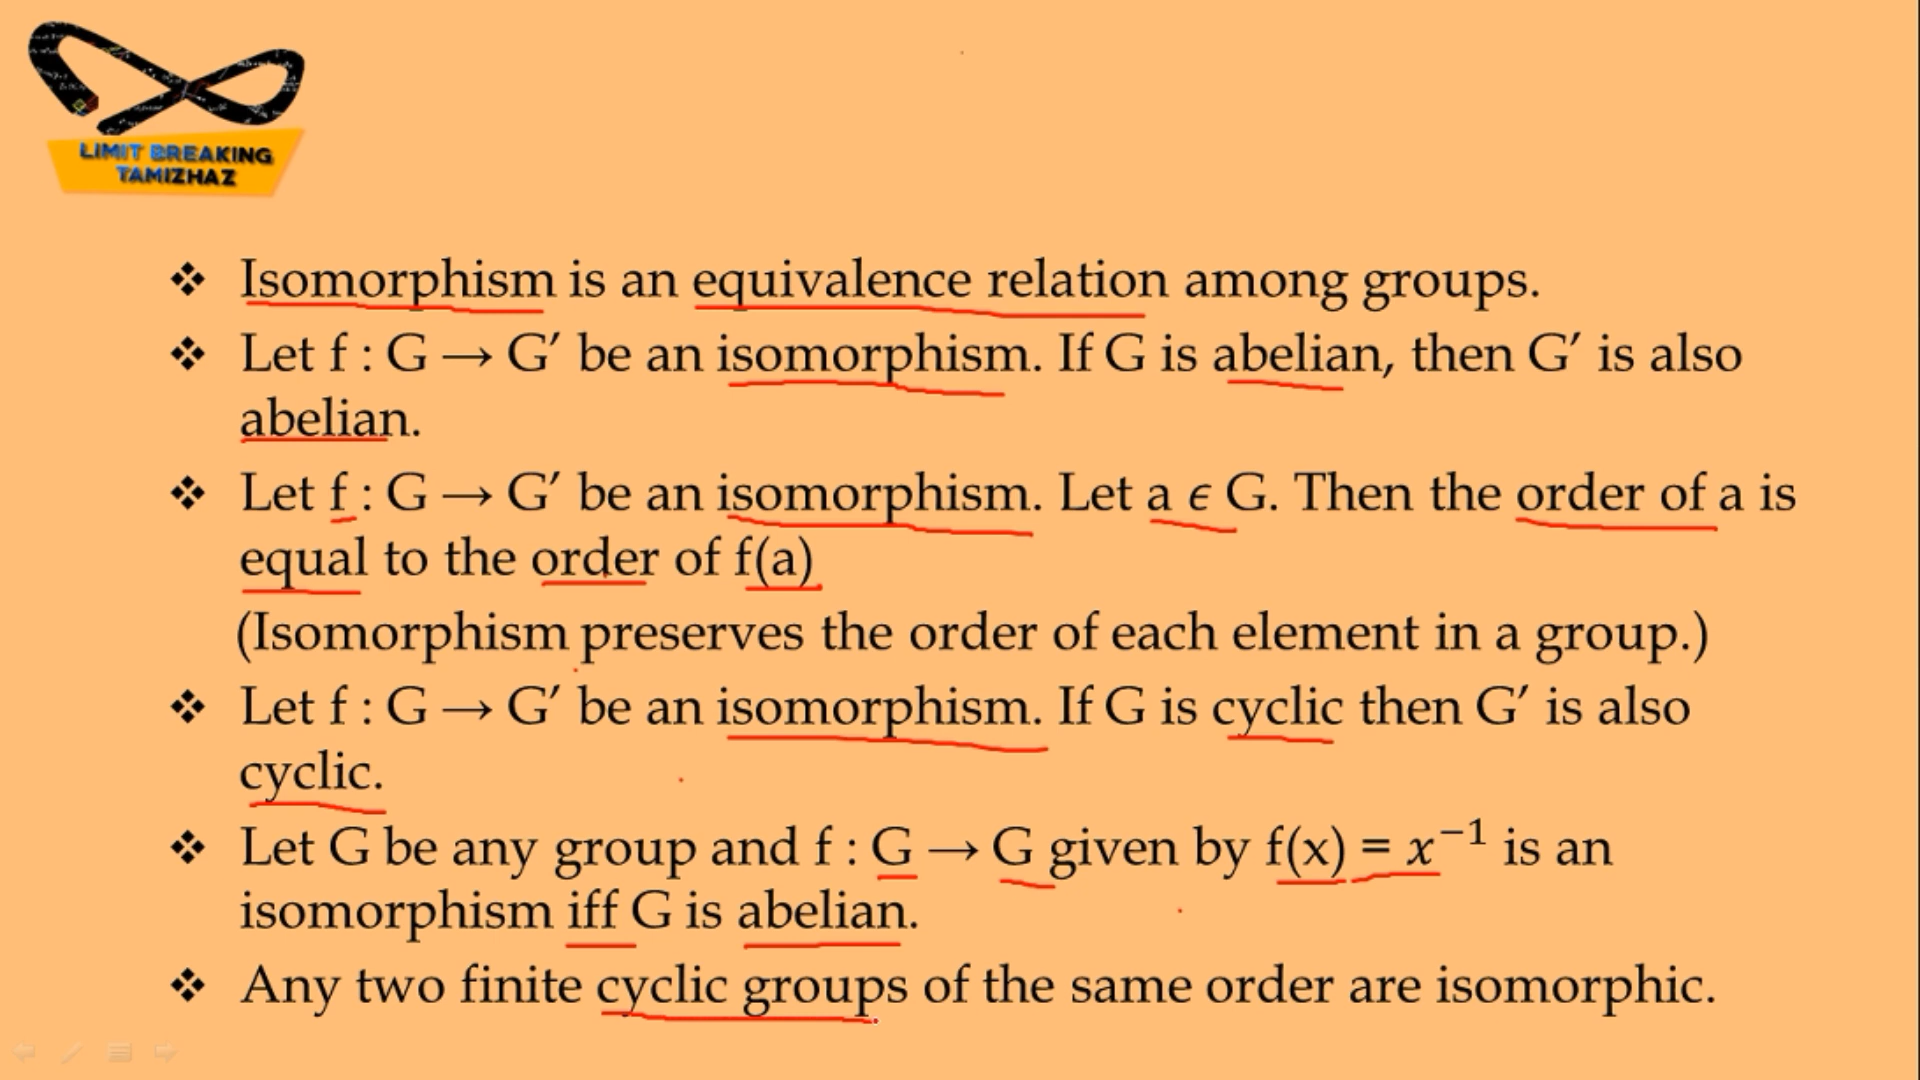 LIMIT BREAKING
TAMIZHAZ
❖ Isomorphism is an equivalence relation among groups.
❖ Let f : G → G′ be an isomorphism. If G is abelian, then G′ is also
abelian.
❖ Let f : G → G′ be an isomorphism. Let a ϵ G. Then the order of a is
equal to the order of f(a)
(Isomorphism preserves the order of each element in a group.)
❖ Let f : G → G′ be an isomorphism. If G is cyclic then G′ is also
cyclic.
❖ Let G be any group and f : G → G given by f(x) = x⁻¹ is an
isomorphism iff G is abelian.
❖ Any two finite cyclic groups of the same order are isomorphic.